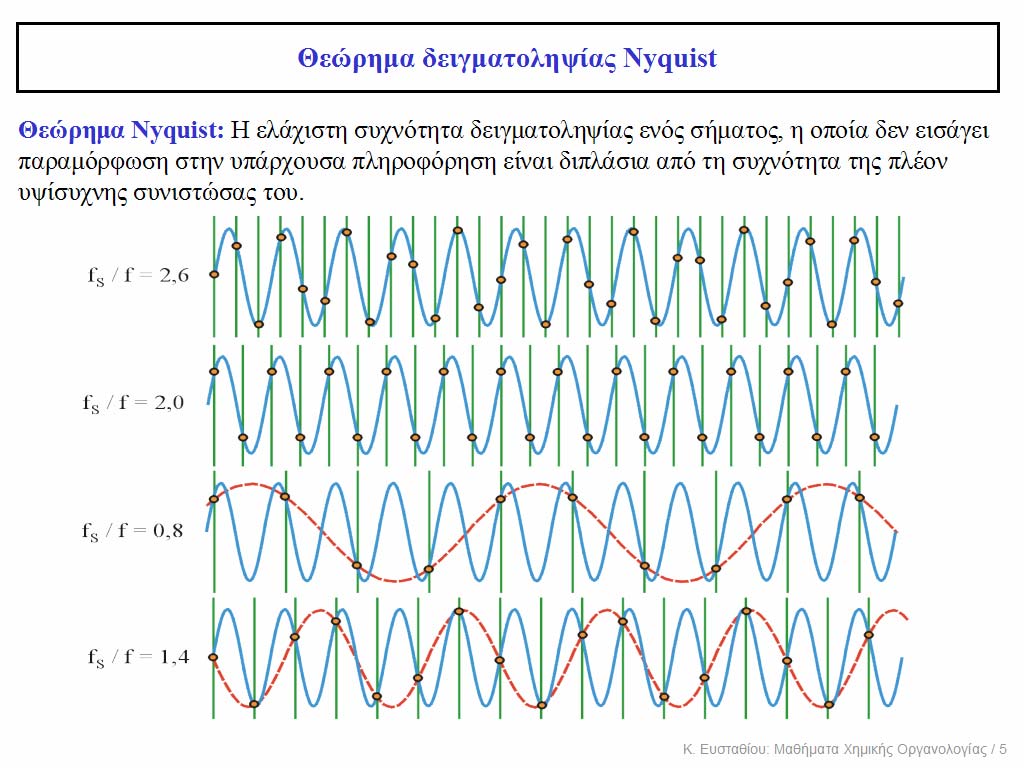 Θεώρημα δειγματοληψίας Nyquist
Θεώρημα Nyquist: Η ελάχιστη συχνότητα δειγματοληψίας ενός σήματος, η οποία δεν εισάγει
παραμόρφωση στην υπάρχουσα πληροφόρηση είναι διπλάσια από τη συχνότητα της πλέον
υψίσυχνης συνιστώσας του.
fS / f = 2,6
fS / f = 2,0
fS / f = 0,8
fS / f = 1,4
Κ. Ευσταθίου: Μαθήματα Χημικής Οργανολογίας / 5